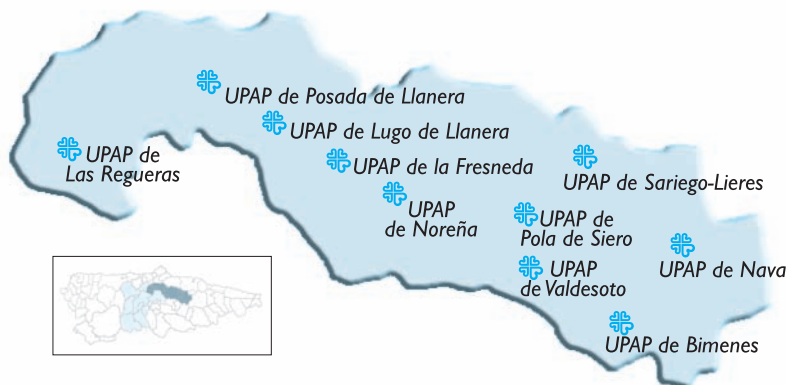 UPAP de Posada de Llanera
UPAP de Lugo de Llanera
UPAP de
Las Regueras
UPAP de la Fresneda
UPAP de Sariego-Lieres
UPAP
de Noreña
UPAP de
Pola de Siero
UPAP de Nava
UPAP
de Valdesoto
UPAP de Bimenes